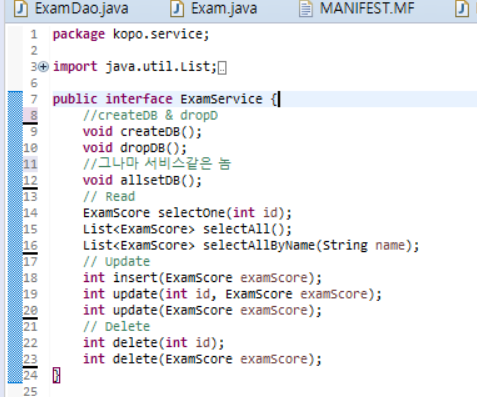 ExamDao.java Exam.java MANIFEST.MF
1 package kopo.service;
2
3 import java.util.List;
6
7 public interface ExamService {
8 //createDB & dropD
9 void createDB();
10 void dropDB();
11 //그나마 서비스같은 놈
12 void allsetDB();
13 // Read
14 ExamScore selectOne(int id);
15 List<ExamScore> selectAll();
16 List<ExamScore> selectAllByName(String name);
17 // Update
18 int insert(ExamScore examScore);
19 int update(int id, ExamScore examScore);
20 int update(ExamScore examScore);
21 // Delete
22 int delete(int id);
23 int delete(ExamScore examScore);
24 }
25